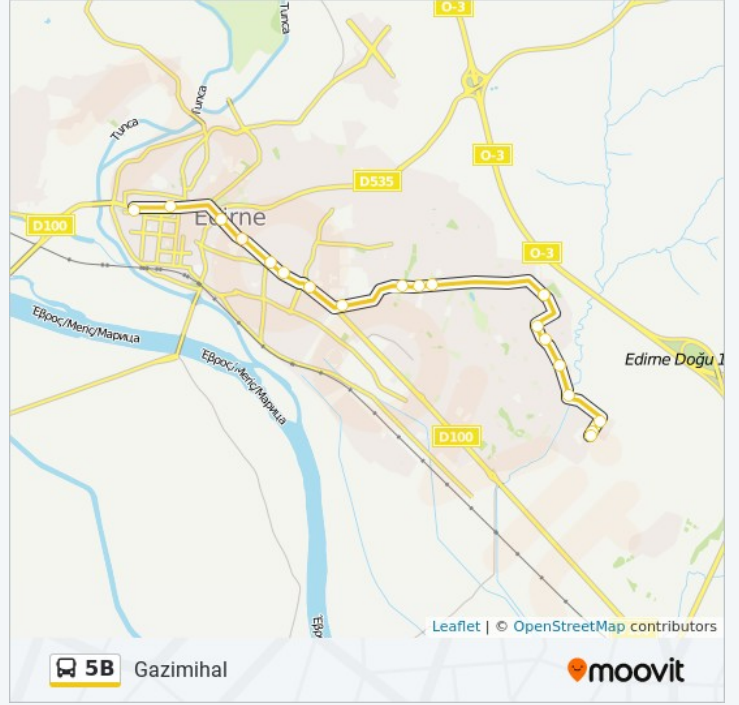 O-3
Tunca
Tunca
Tunca
O-3
D535
Edirne
D100
O-3
Έβρος/Meriç/Марица
Έβρος/Meriç/Марица
Edirne Doğu 1
D100
Leaflet | © OpenStreetMap contributors
5B Gazimihal
moovit